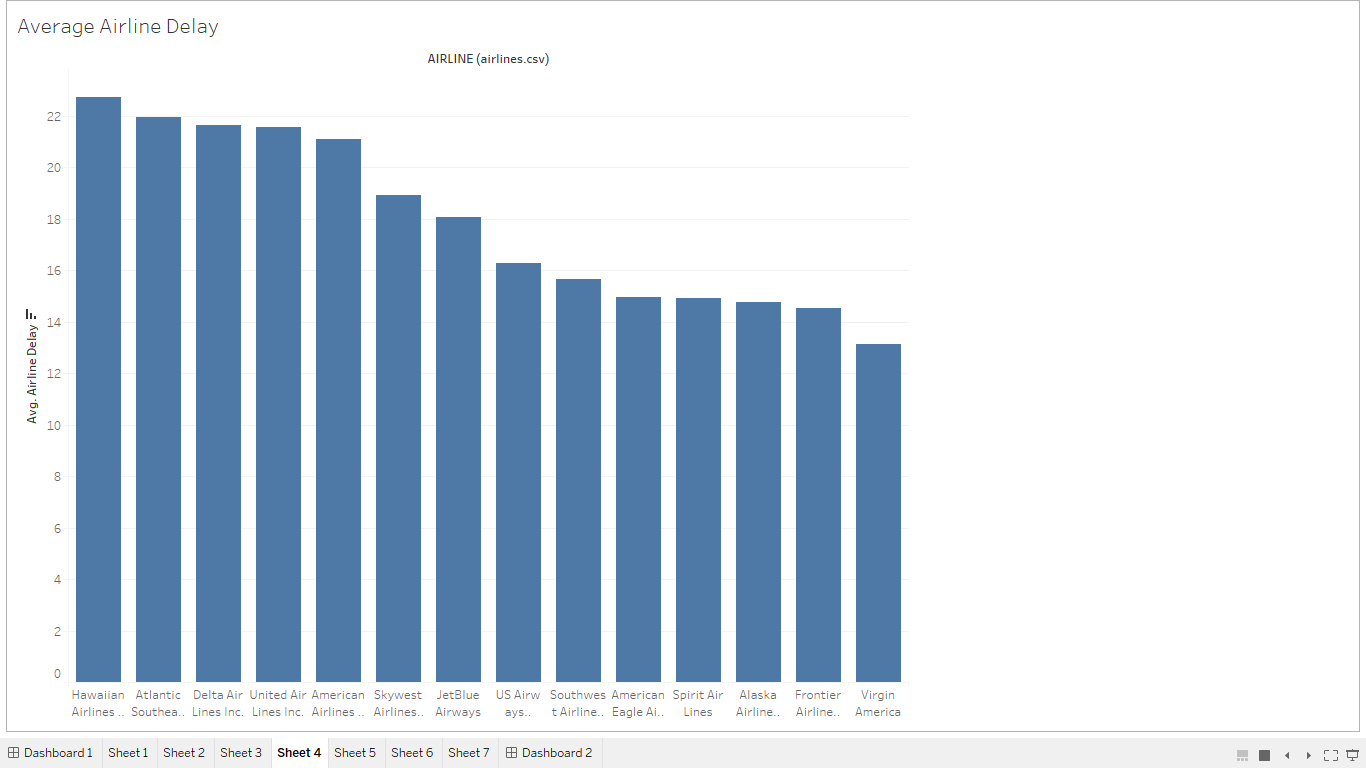 Average Airline Delay
AIRLINE (airlines.csv)
22
20
18
16
14
12
10
8
6
4
2
0
Avg. Airline Delay
Hawaiian Airlines ..
Atlantic Southea..
Delta Air Lines Inc.
United Air Lines Inc.
American Airlines ..
Skywest Airlines..
JetBlue Airways
US Airways..
Southwest Airline..
American Eagle Ai..
Spirit Air Lines
Alaska Airline..
Frontier Airline..
Virgin America
Dashboard 1 Sheet 1 Sheet 2 Sheet 3 Sheet 4 Sheet 5 Sheet 6 Sheet 7 Dashboard 2